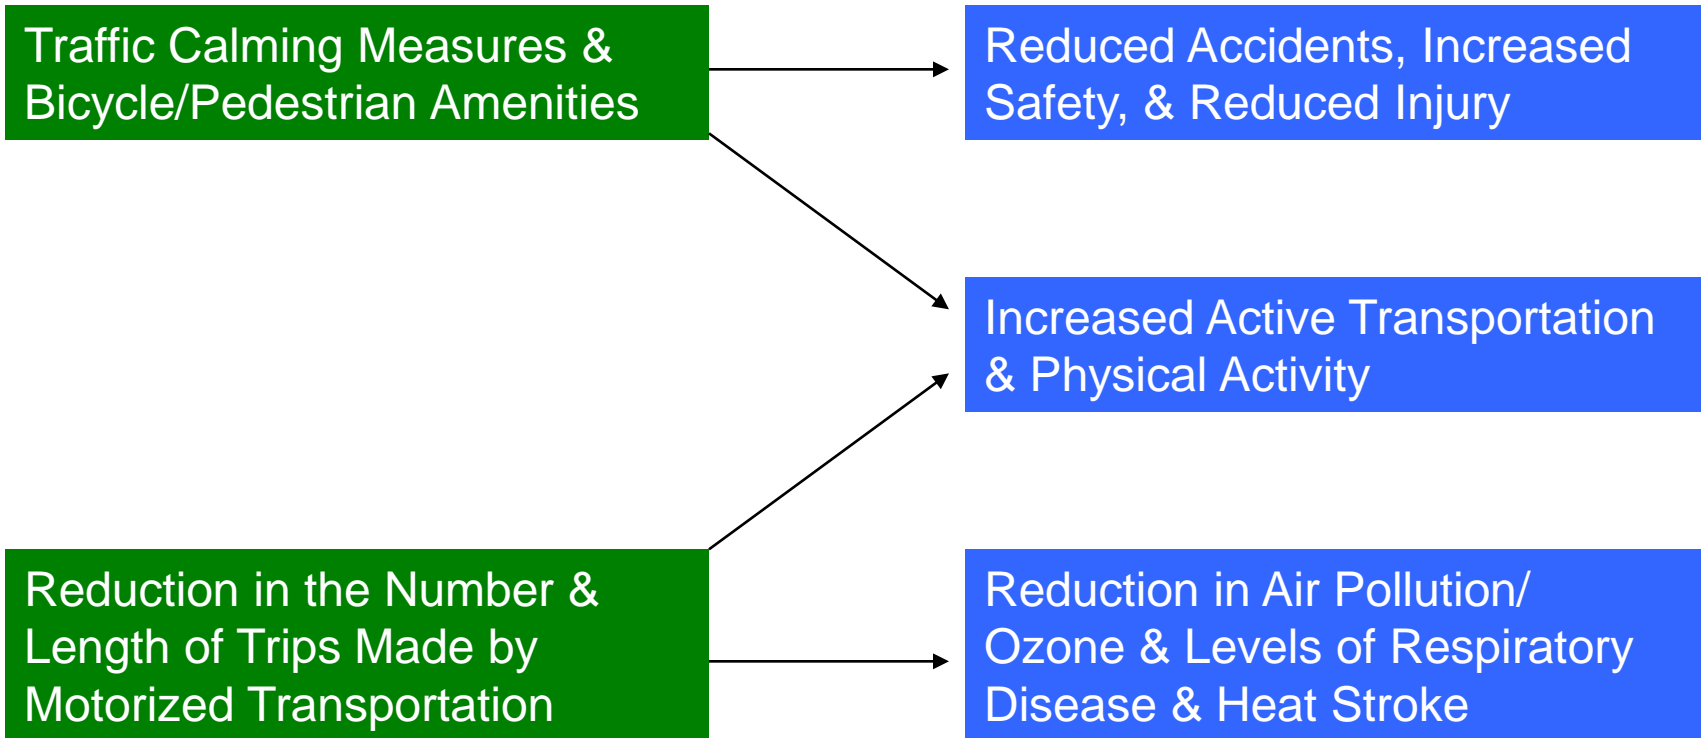 Traffic Calming Measures &
Bicycle/Pedestrian Amenities
Reduced Accidents, Increased
Safety, & Reduced Injury
Increased Active Transportation
& Physical Activity
Reduction in the Number &
Length of Trips Made by
Motorized Transportation
Reduction in Air Pollution/
Ozone & Levels of Respiratory
Disease & Heat Stroke